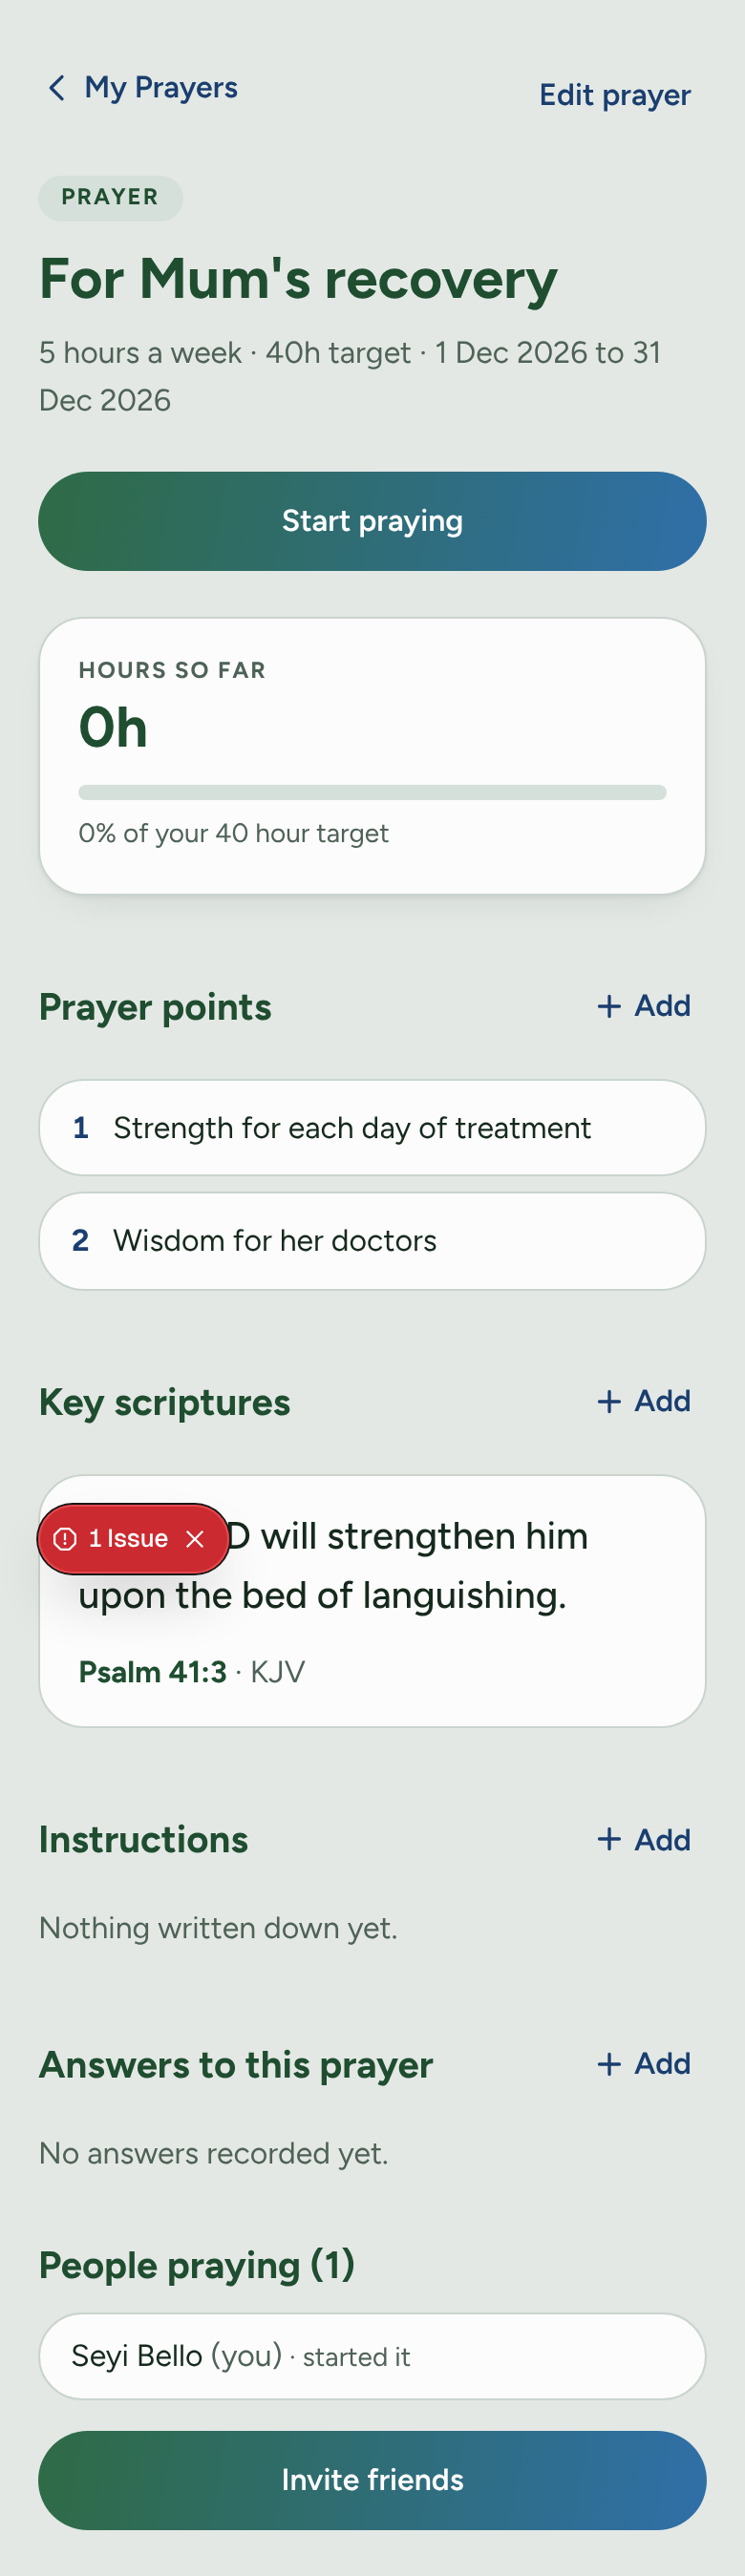 My Prayers
Edit prayer
PRAYER
For Mum's recovery
5 hours a week · 40h target · 1 Dec 2026 to 31
Dec 2026
Start praying
HOURS SO FAR
0h
0% of your 40 hour target
Prayer points
+ Add
1 Strength for each day of treatment
2 Wisdom for her doctors
Key scriptures
+ Add
1 Issue
will strengthen him
upon the bed of languishing.
Psalm 41:3 · KJV
Instructions
+ Add
Nothing written down yet.
Answers to this prayer
+ Add
No answers recorded yet.
People praying (1)
Seyi Bello (you) · started it
Invite friends